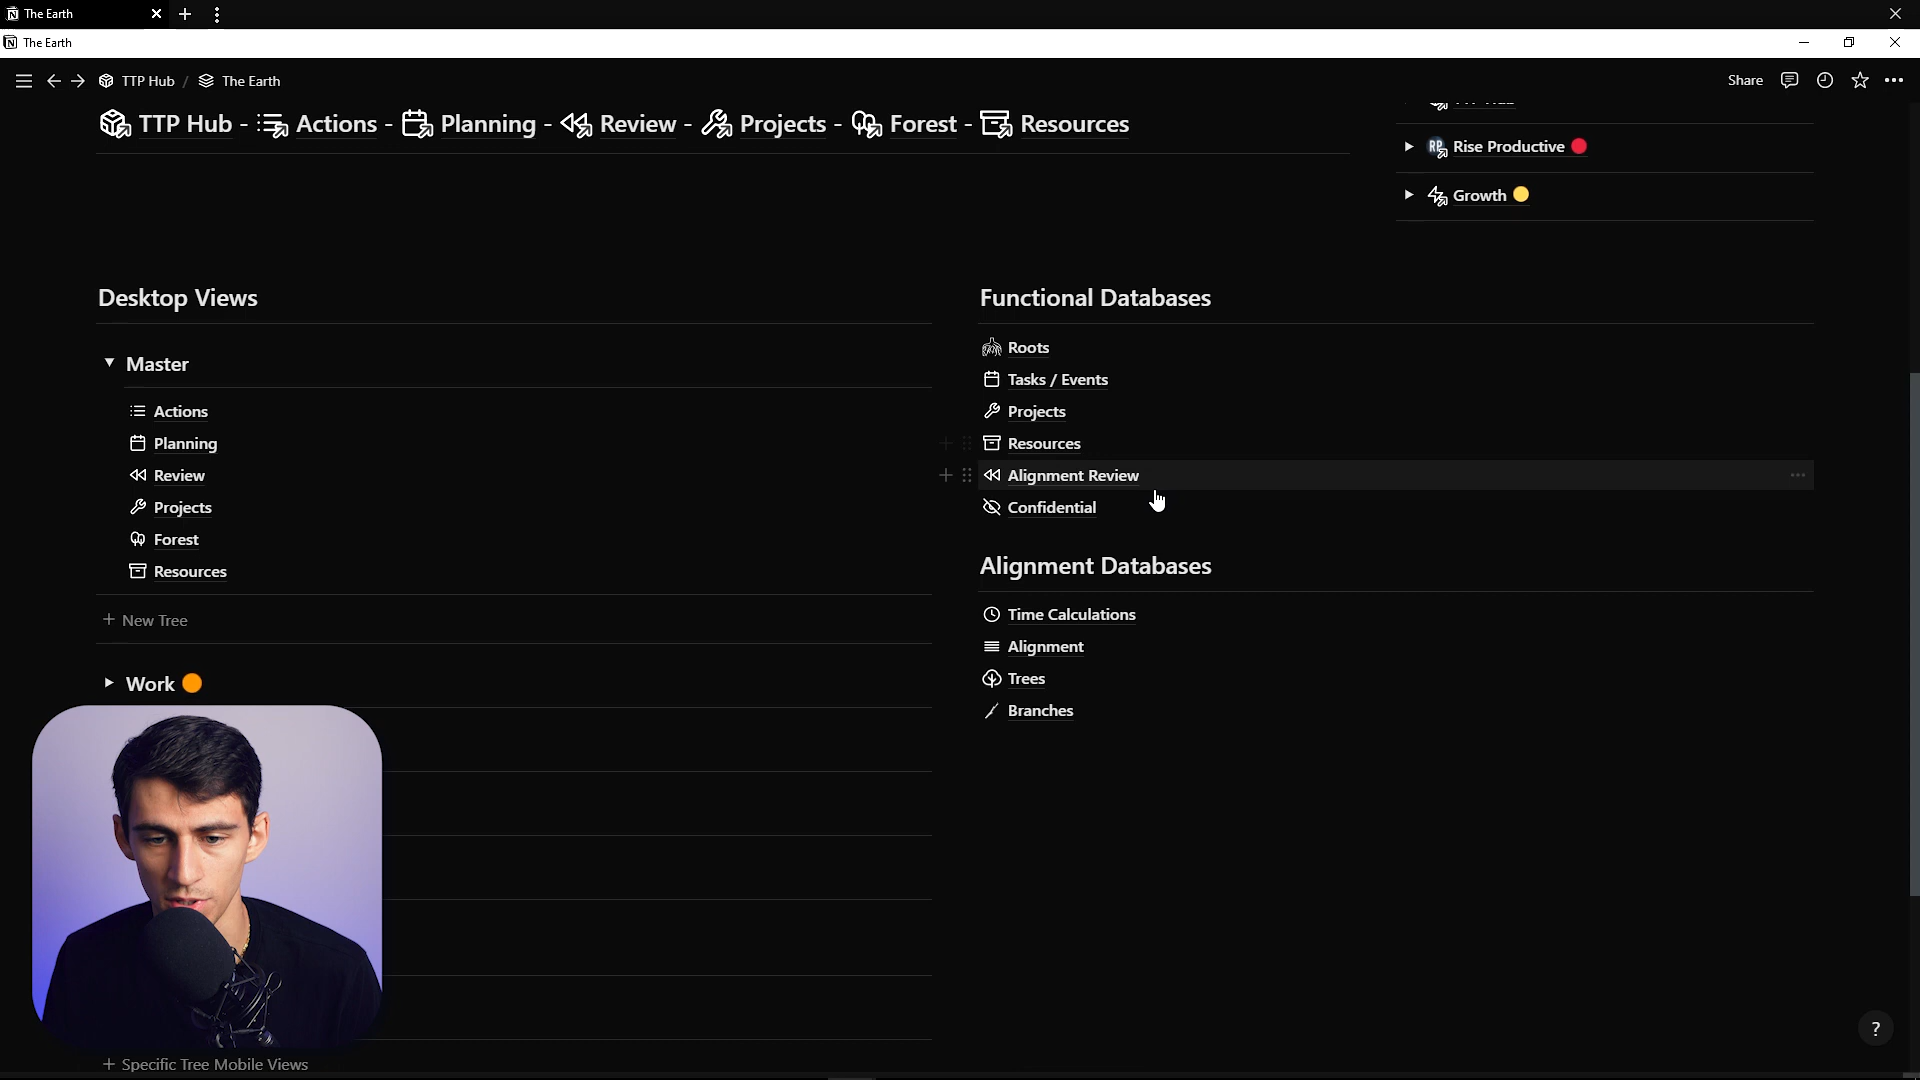 The Earth
The Earth
TTP Hub / The Earth
Share
TTP Hub - Actions - Planning - Review - Projects - Forest - Resources
Rise Productive
Growth
Desktop Views
Master
Actions
Planning
Review
Projects
Forest
Resources
+ New Tree
Work
+ Specific Tree Mobile Views
Functional Databases
Roots
Tasks / Events
Projects
Resources
Alignment Review
Confidential
Alignment Databases
Time Calculations
Alignment
Trees
Branches
?